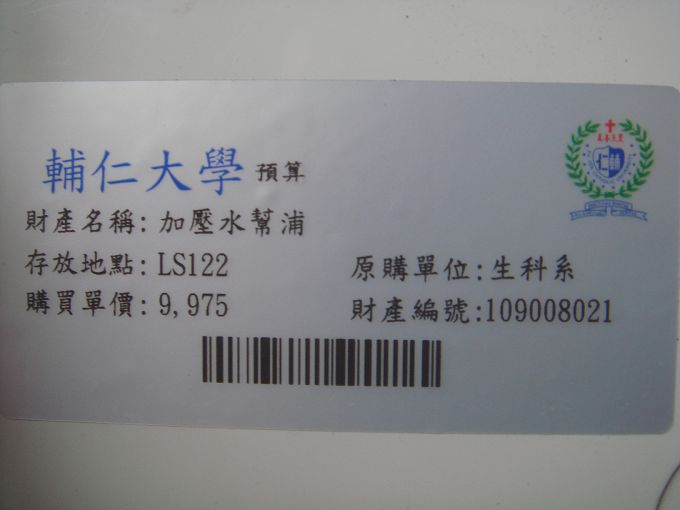 輔仁大學 預算
財產名稱: 加壓水幫浦
存放地點: LS122 原購單位: 生科系
購買單價: 9,975 財產編號:109008021
輔仁